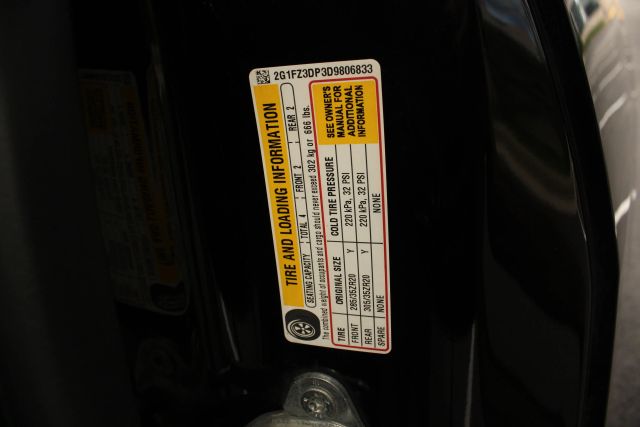 2G1FZ3DP3D9806833
TIRE AND LOADING INFORMATION
SEATING CAPACITY TOTAL 4 FRONT 2 REAR 2
The combined weight of occupants and cargo should never exceed 302 kg or 666 lbs.
TIRE ORIGINAL SIZE COLD TIRE PRESSURE
FRONT 285/35ZR20 Y 220 kPa, 32 PSI
REAR 305/35ZR20 Y 220 kPa, 32 PSI
SPARE NONE NONE
SEE OWNER'S
MANUAL FOR
ADDITIONAL
INFORMATION